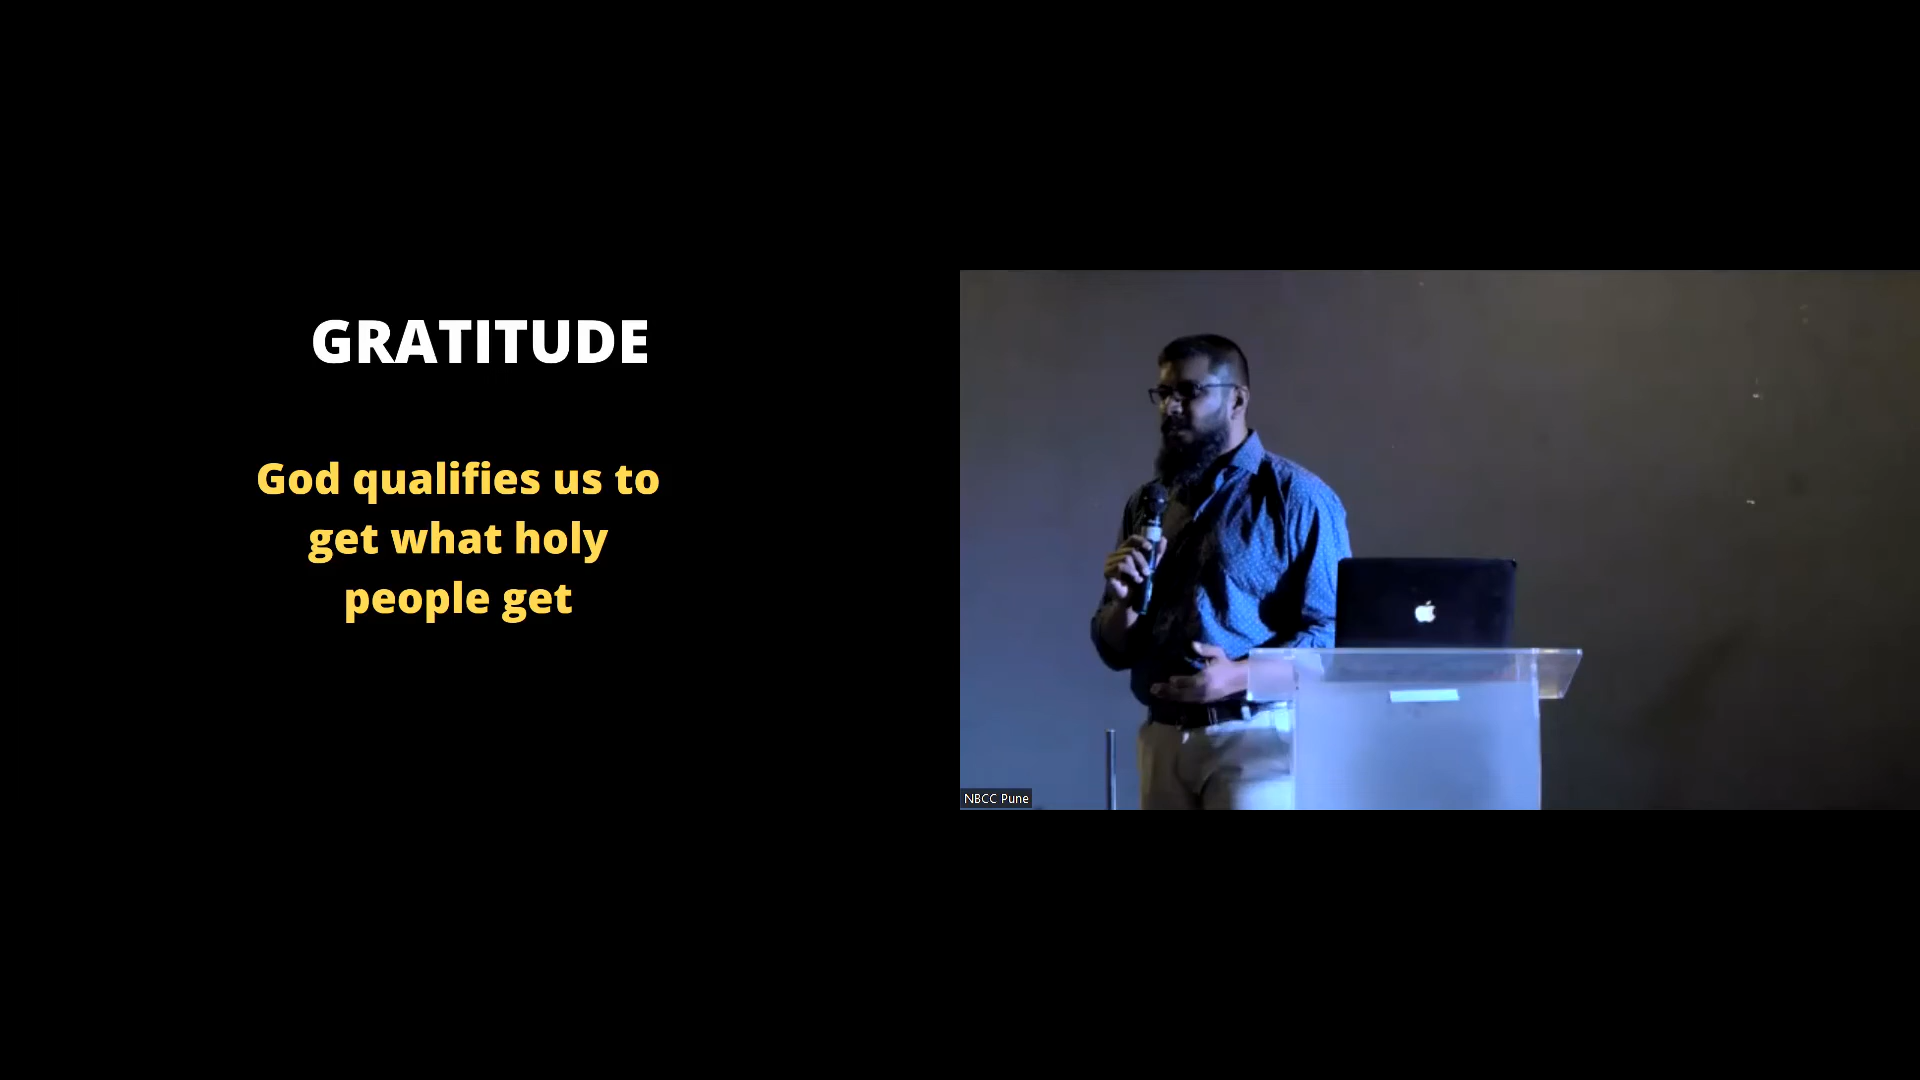 GRATITUDE
God qualifies us to
get what holy
people get
NBCC Pune